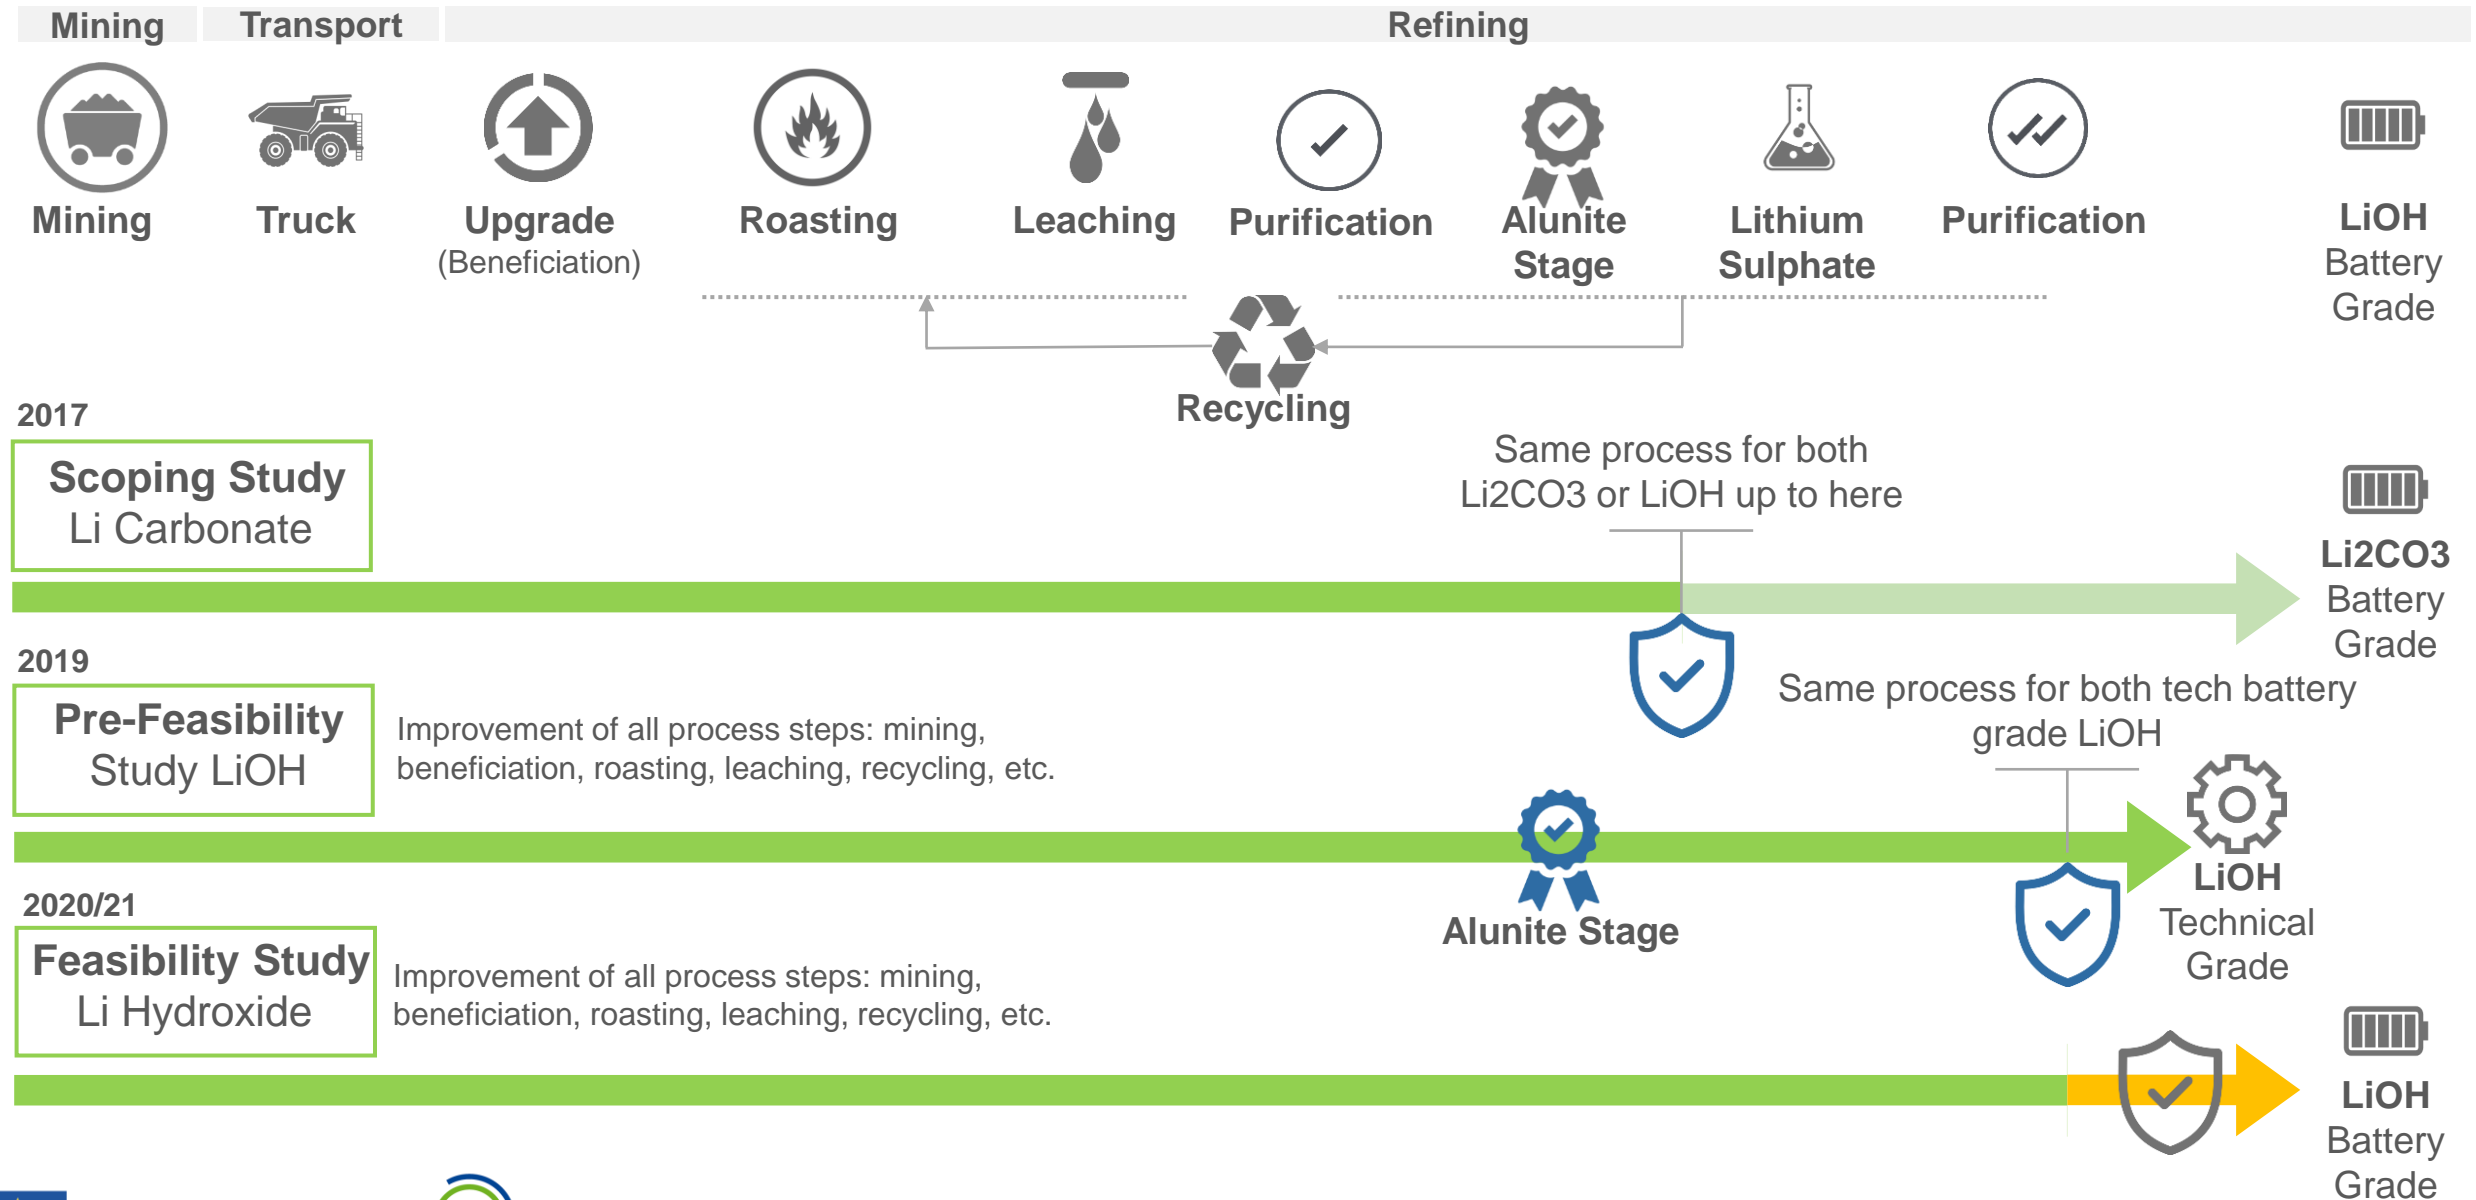 Mining Transport Refining
Mining Truck Upgrade Roasting Leaching Purification Alunite Lithium Purification LiOH
(Beneficiation) Stage Sulphate Battery
Grade
Recycling
2017
Scoping Study
Li Carbonate
Same process for both
Li2CO3 or LiOH up to here
Li2CO3
Battery
Grade
2019
Pre-Feasibility
Study LiOH
Improvement of all process steps: mining,
beneficiation, roasting, leaching, recycling, etc.
Same process for both tech battery
grade LiOH
Alunite Stage
LiOH
Technical
Grade
2020/21
Feasibility Study
Li Hydroxide
Improvement of all process steps: mining,
beneficiation, roasting, leaching, recycling, etc.
LiOH
Battery
Grade